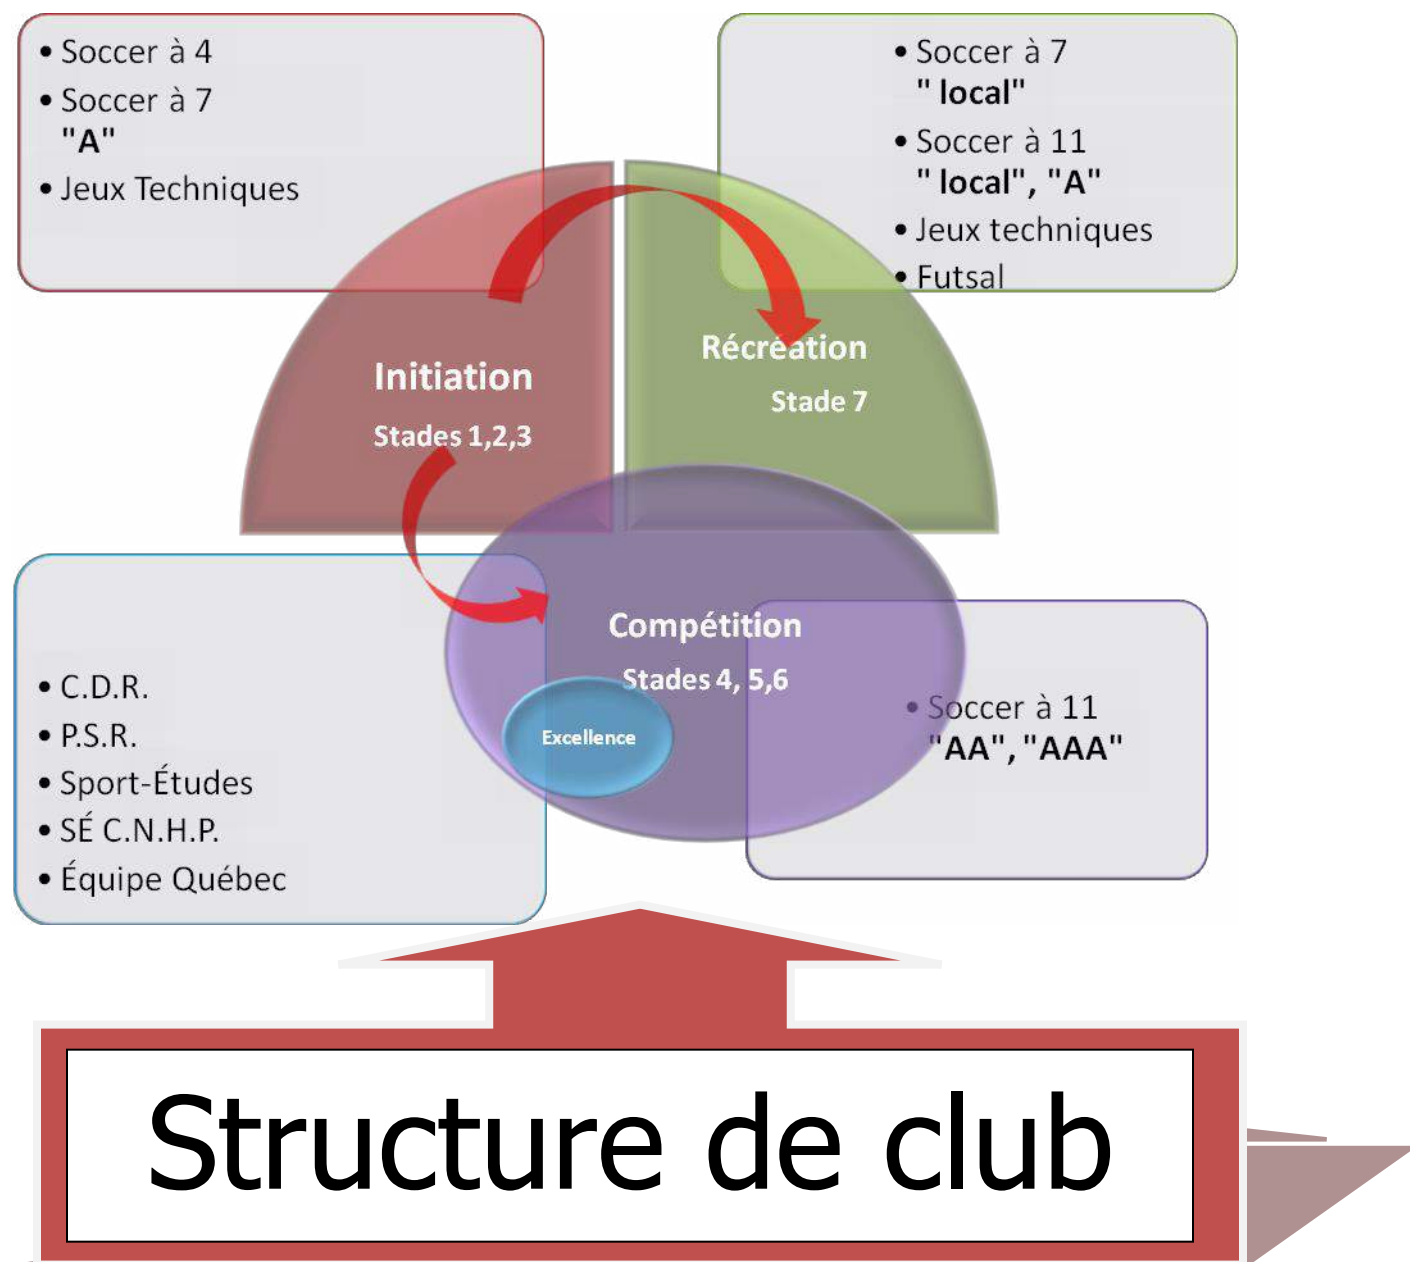 • Soccer à 4
• Soccer à 7
"A"
• Jeux Techniques
• Soccer à 7
" local"
• Soccer à 11
" local", "A"
• Jeux techniques
• Futsal
Initiation
Stades 1,2,3
Récréation
Stade 7
Compétition
Stades 4, 5,6
Excellence
• C.D.R.
• P.S.R.
• Sport-Études
• SÉ C.N.H.P.
• Équipe Québec
• Soccer à 11
"AA", "AAA"
Structure de club